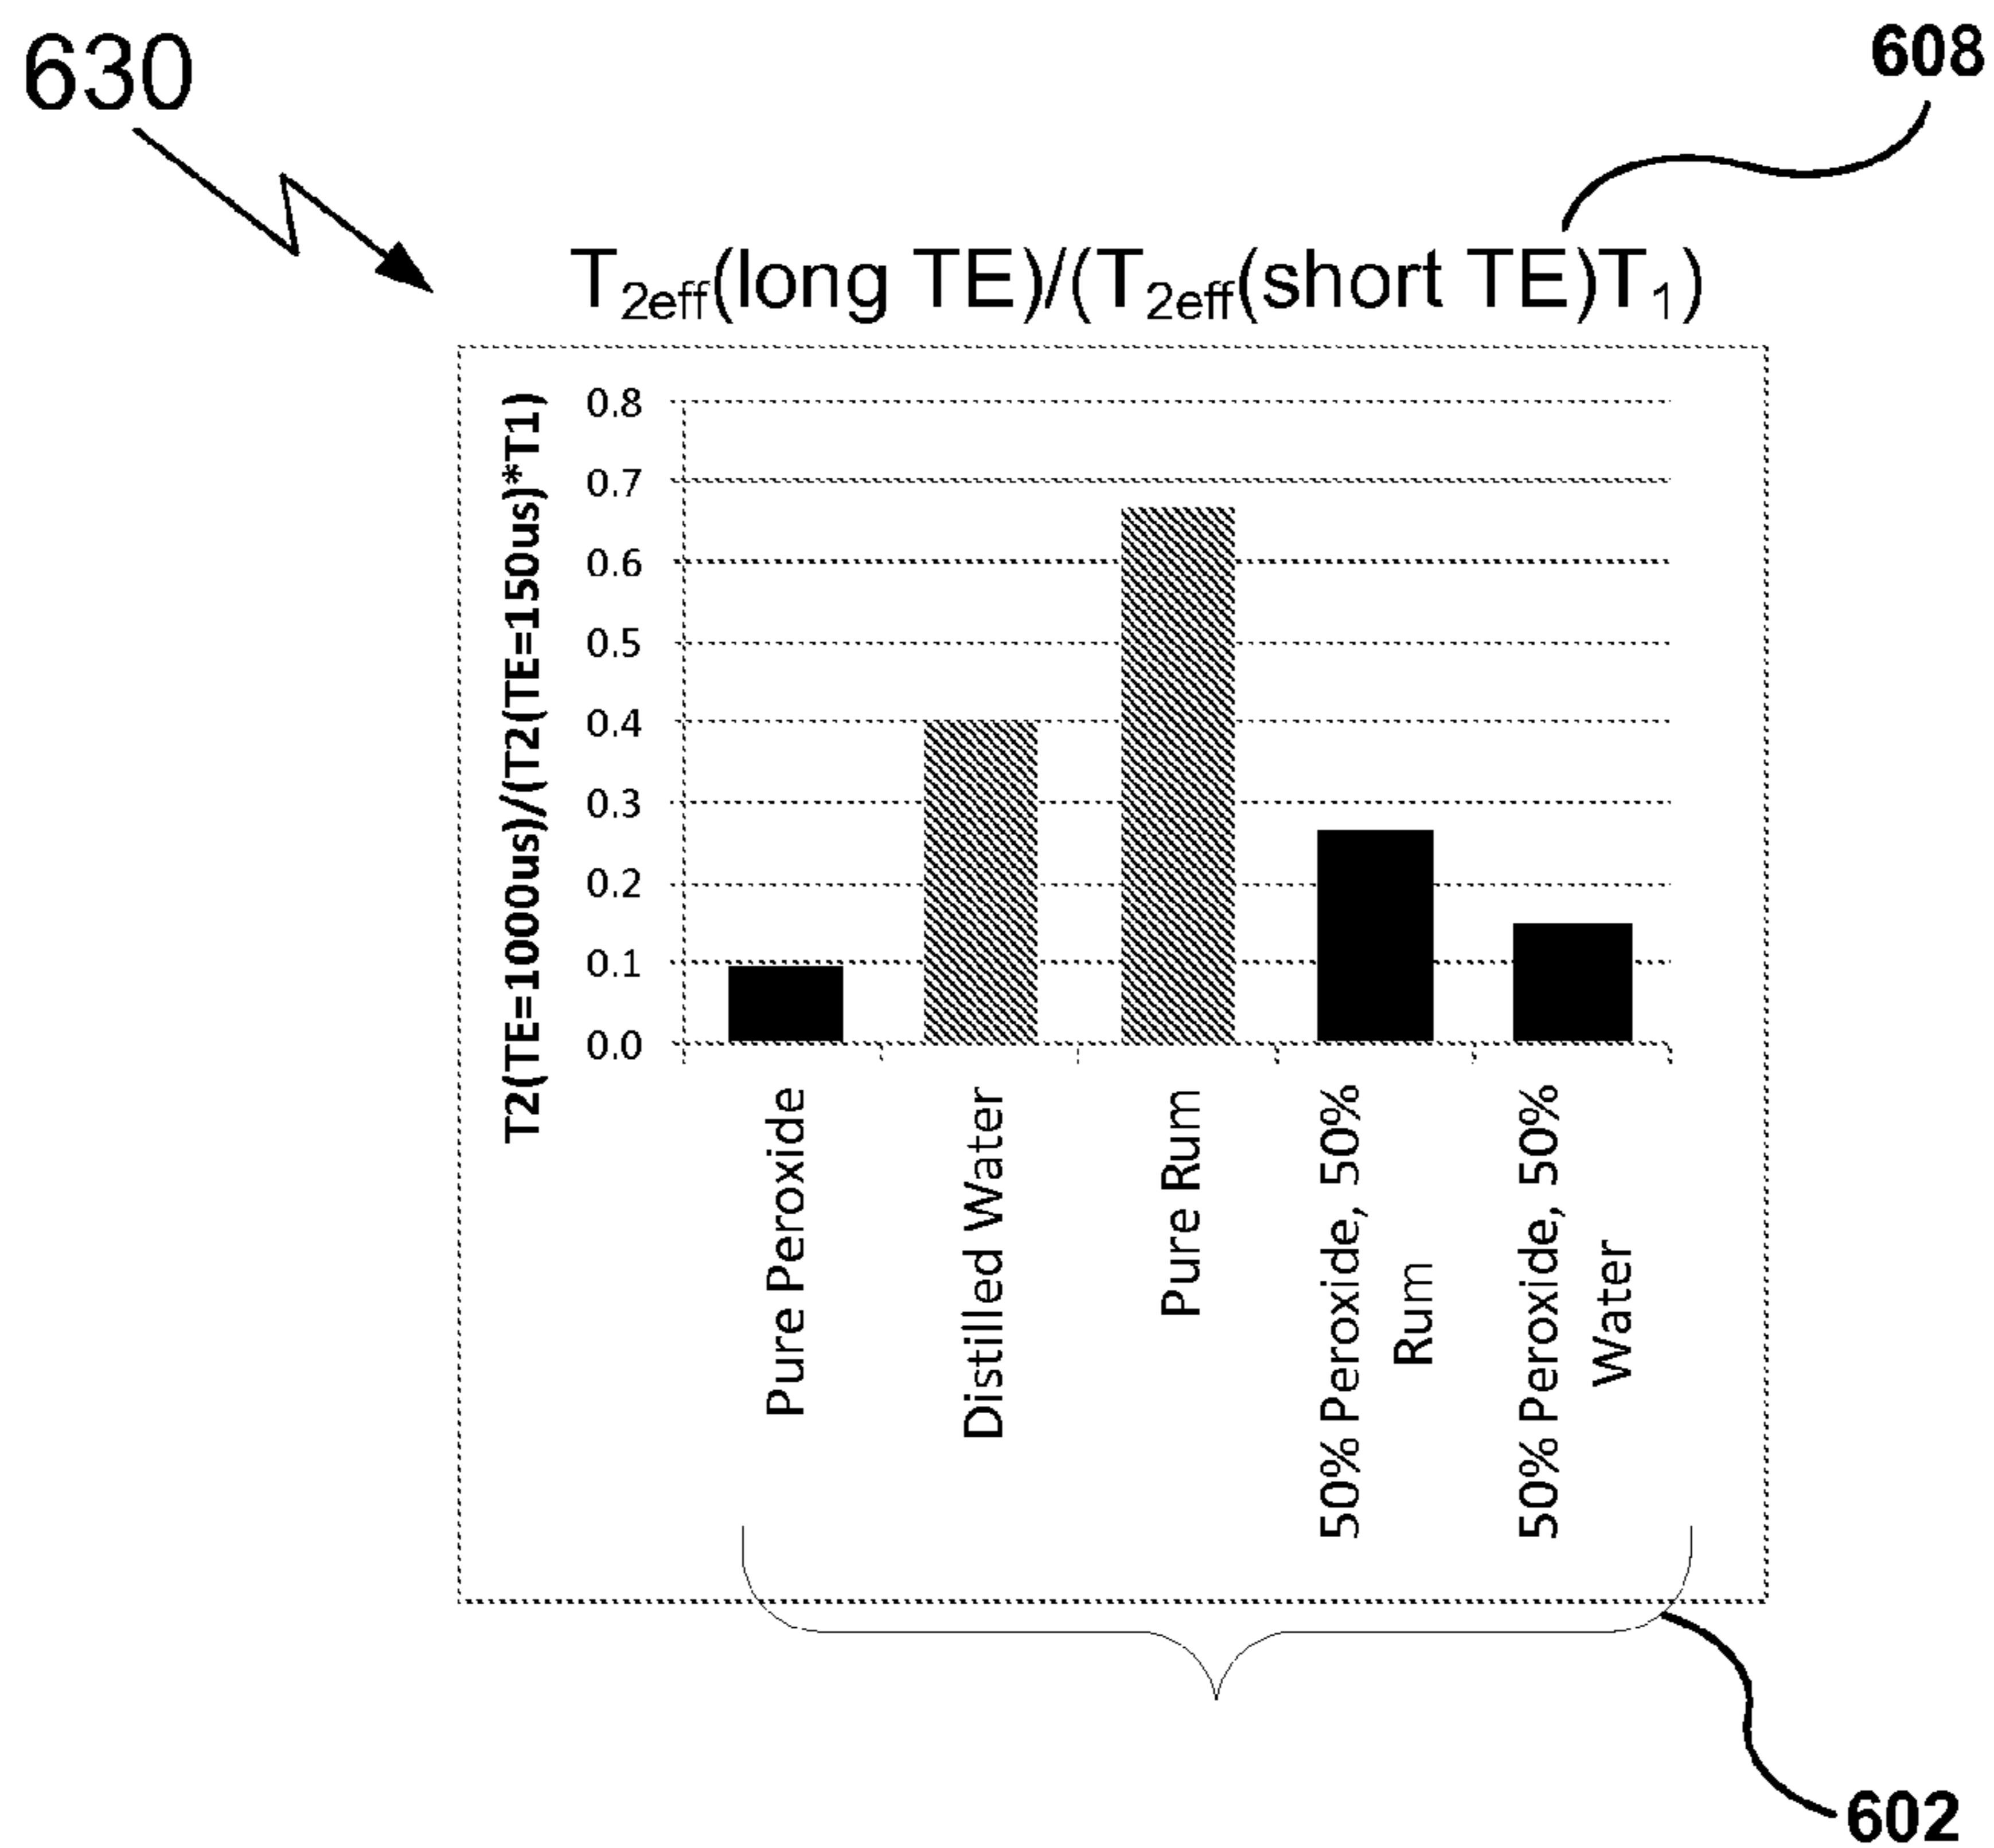 630
608
T2eff(long TE)/(T2eff(short TE)T1)
T2(TE=1000us)/(T2(TE=150us)*T1)
0.8
0.7
0.6
0.5
0.4
0.3
0.2
0.1
0.0
Pure Peroxide
Distilled Water
Pure Rum
50% Peroxide, 50%
Rum
50% Peroxide, 50%
Water
602